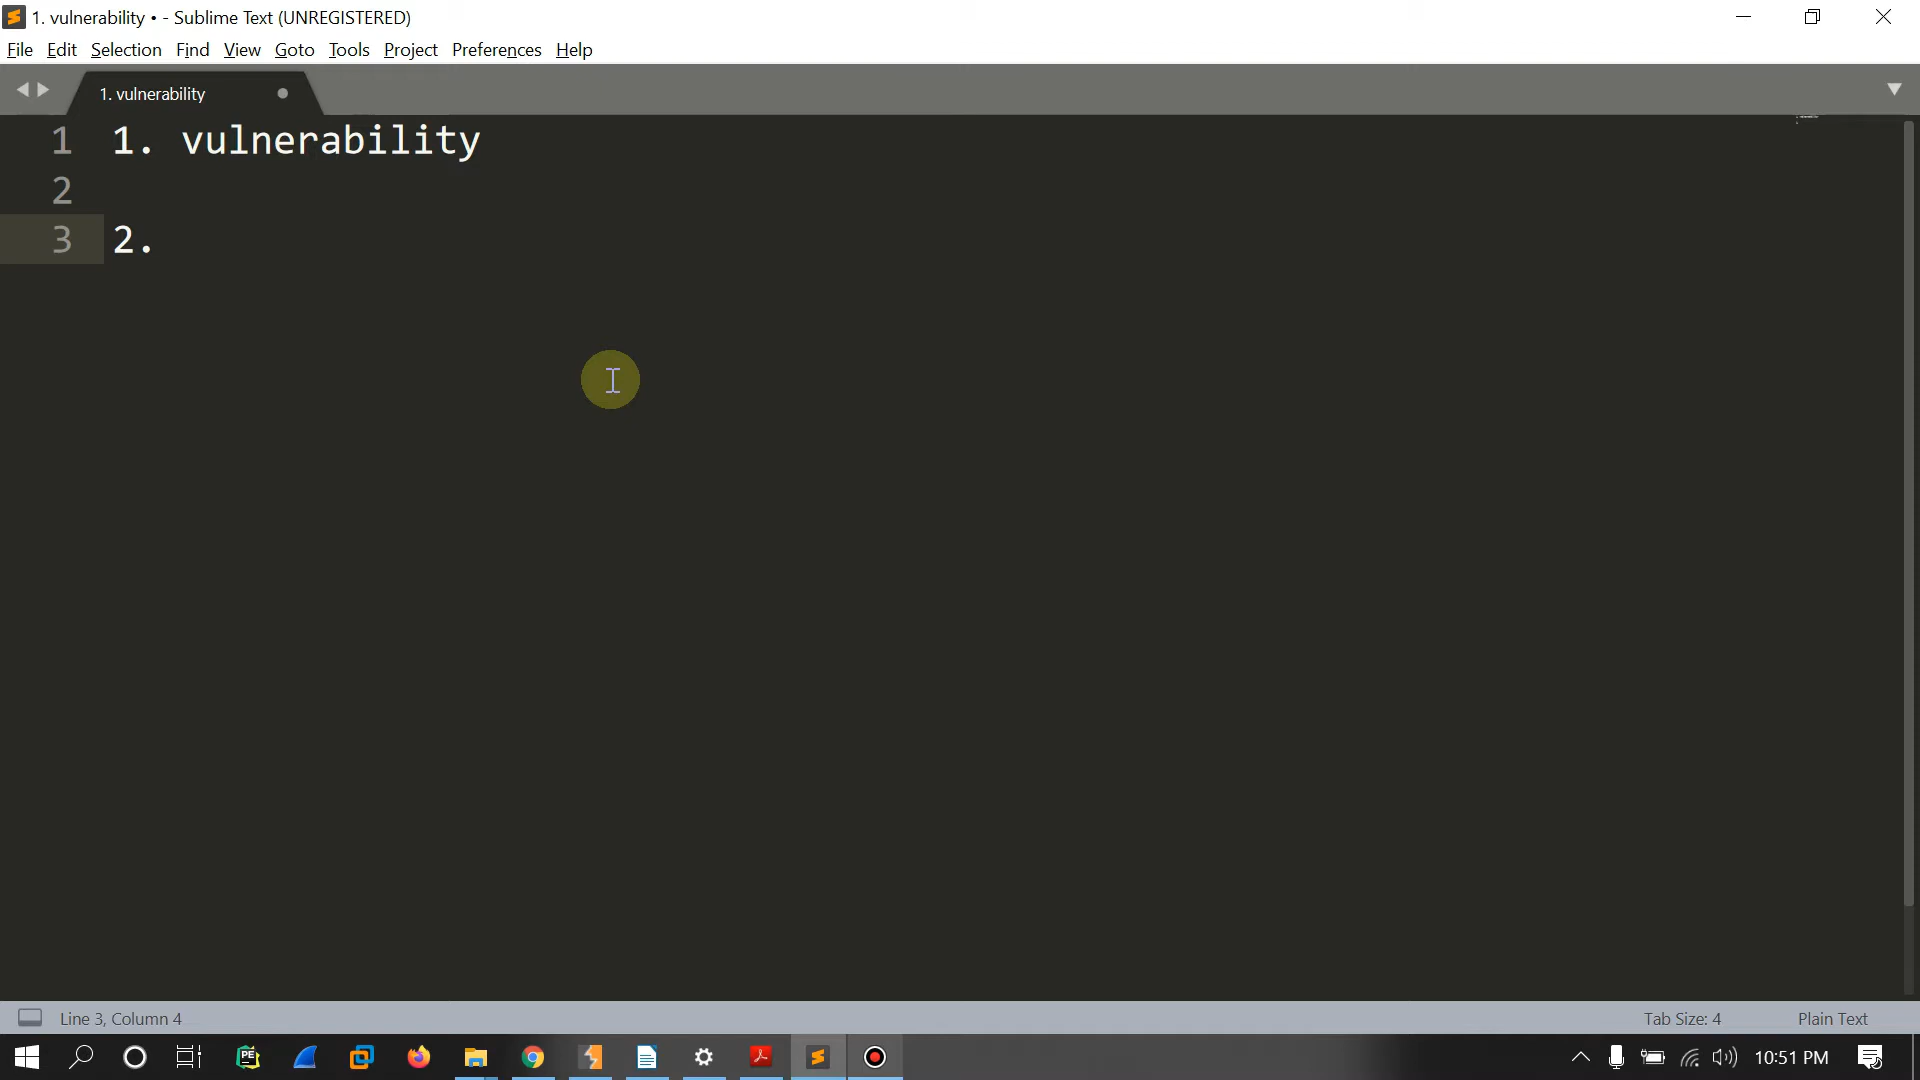 1. vulnerability • - Sublime Text (UNREGISTERED)
File Edit Selection Find View Goto Tools Project Preferences Help
1. vulnerability
1 1. vulnerability
2
3 2.
Line 3, Column 4
Tab Size: 4
Plain Text
10:51 PM